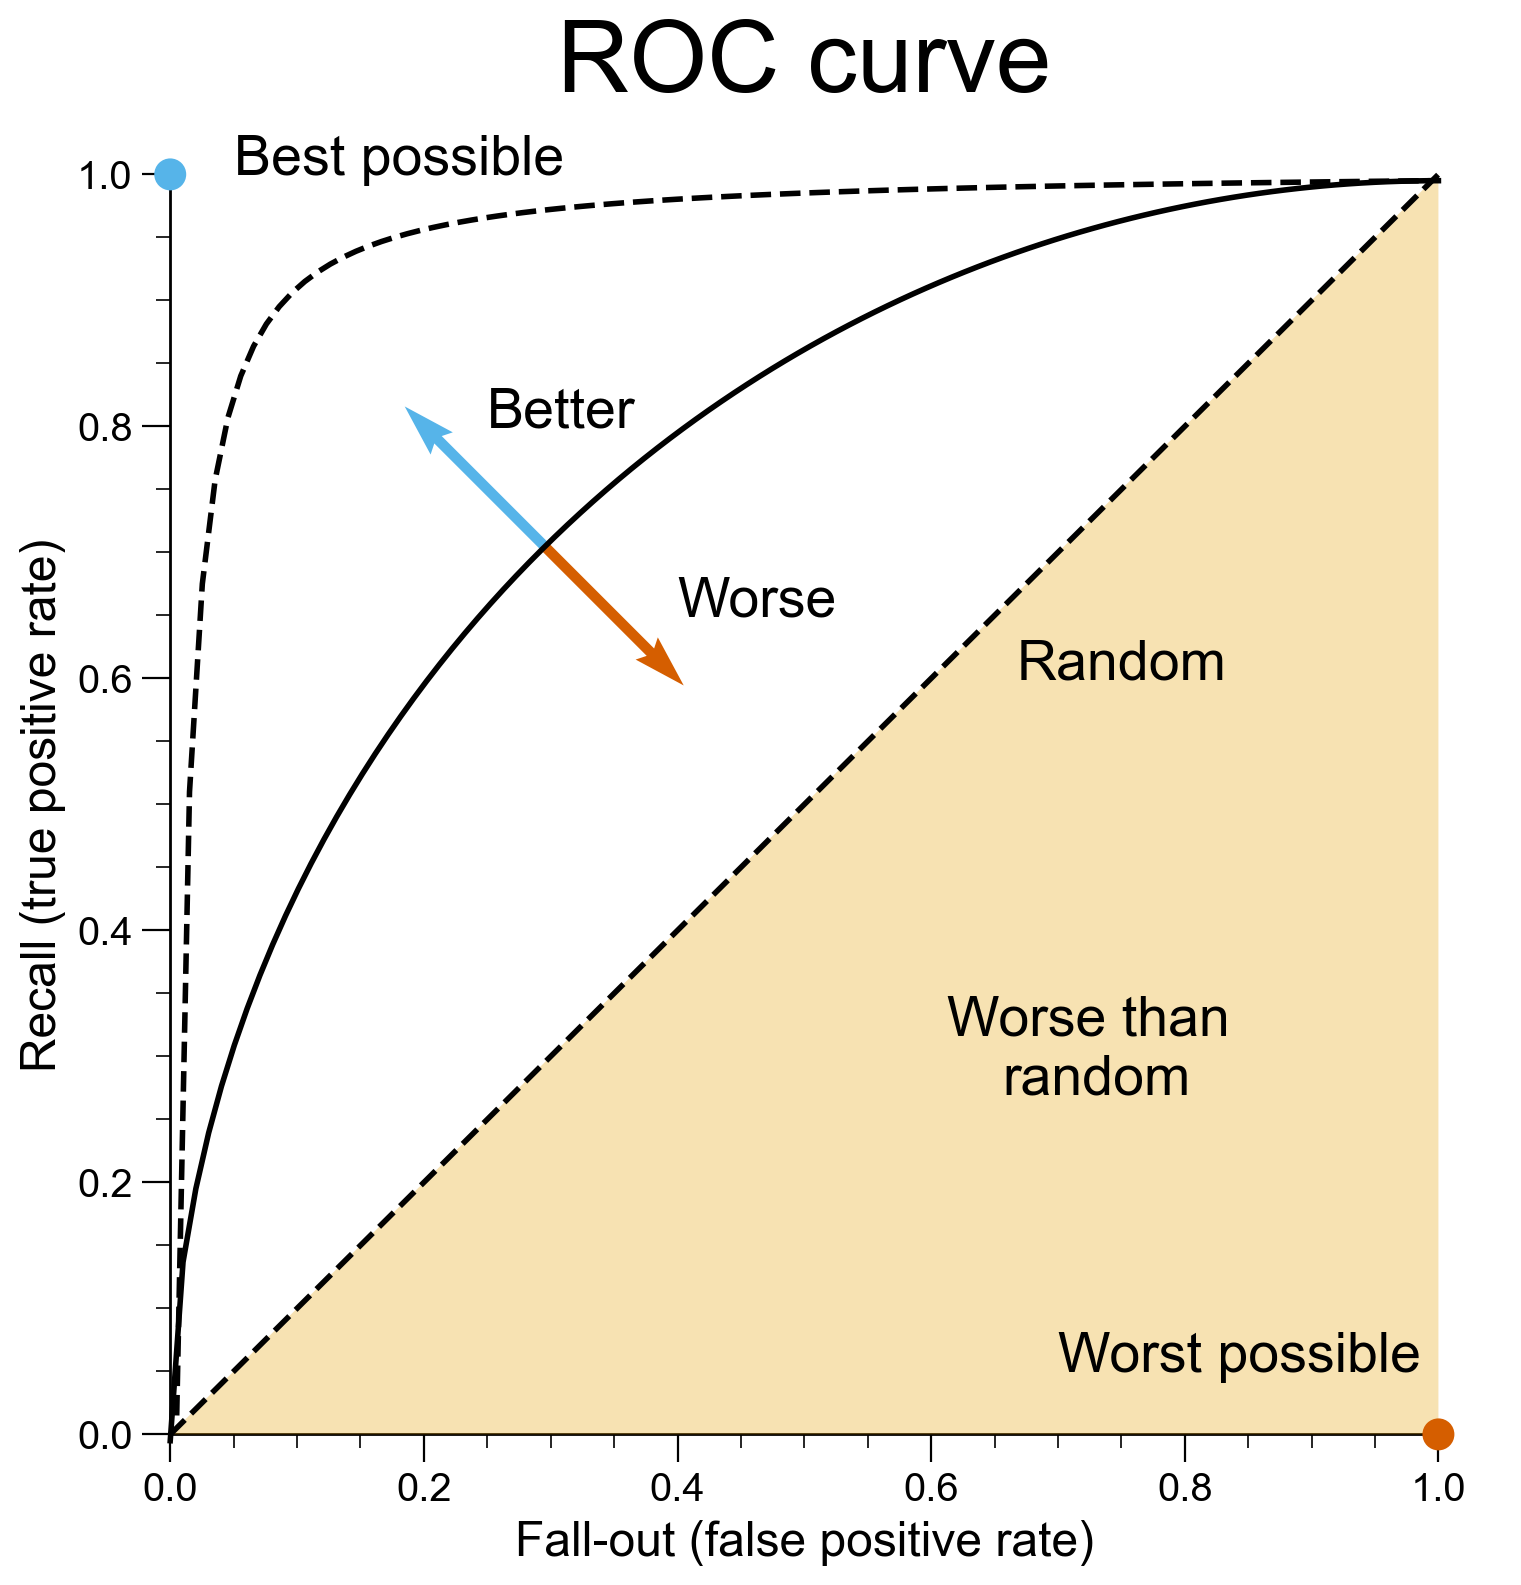 ROC curve
Best possible
1.0
Better
0.8
Worse
Random
0.6
Recall (true positive rate)
0.4
Worse than
random
0.2
Worst possible
0.0
0.0 0.2 0.4 0.6 0.8 1.0
Fall-out (false positive rate)